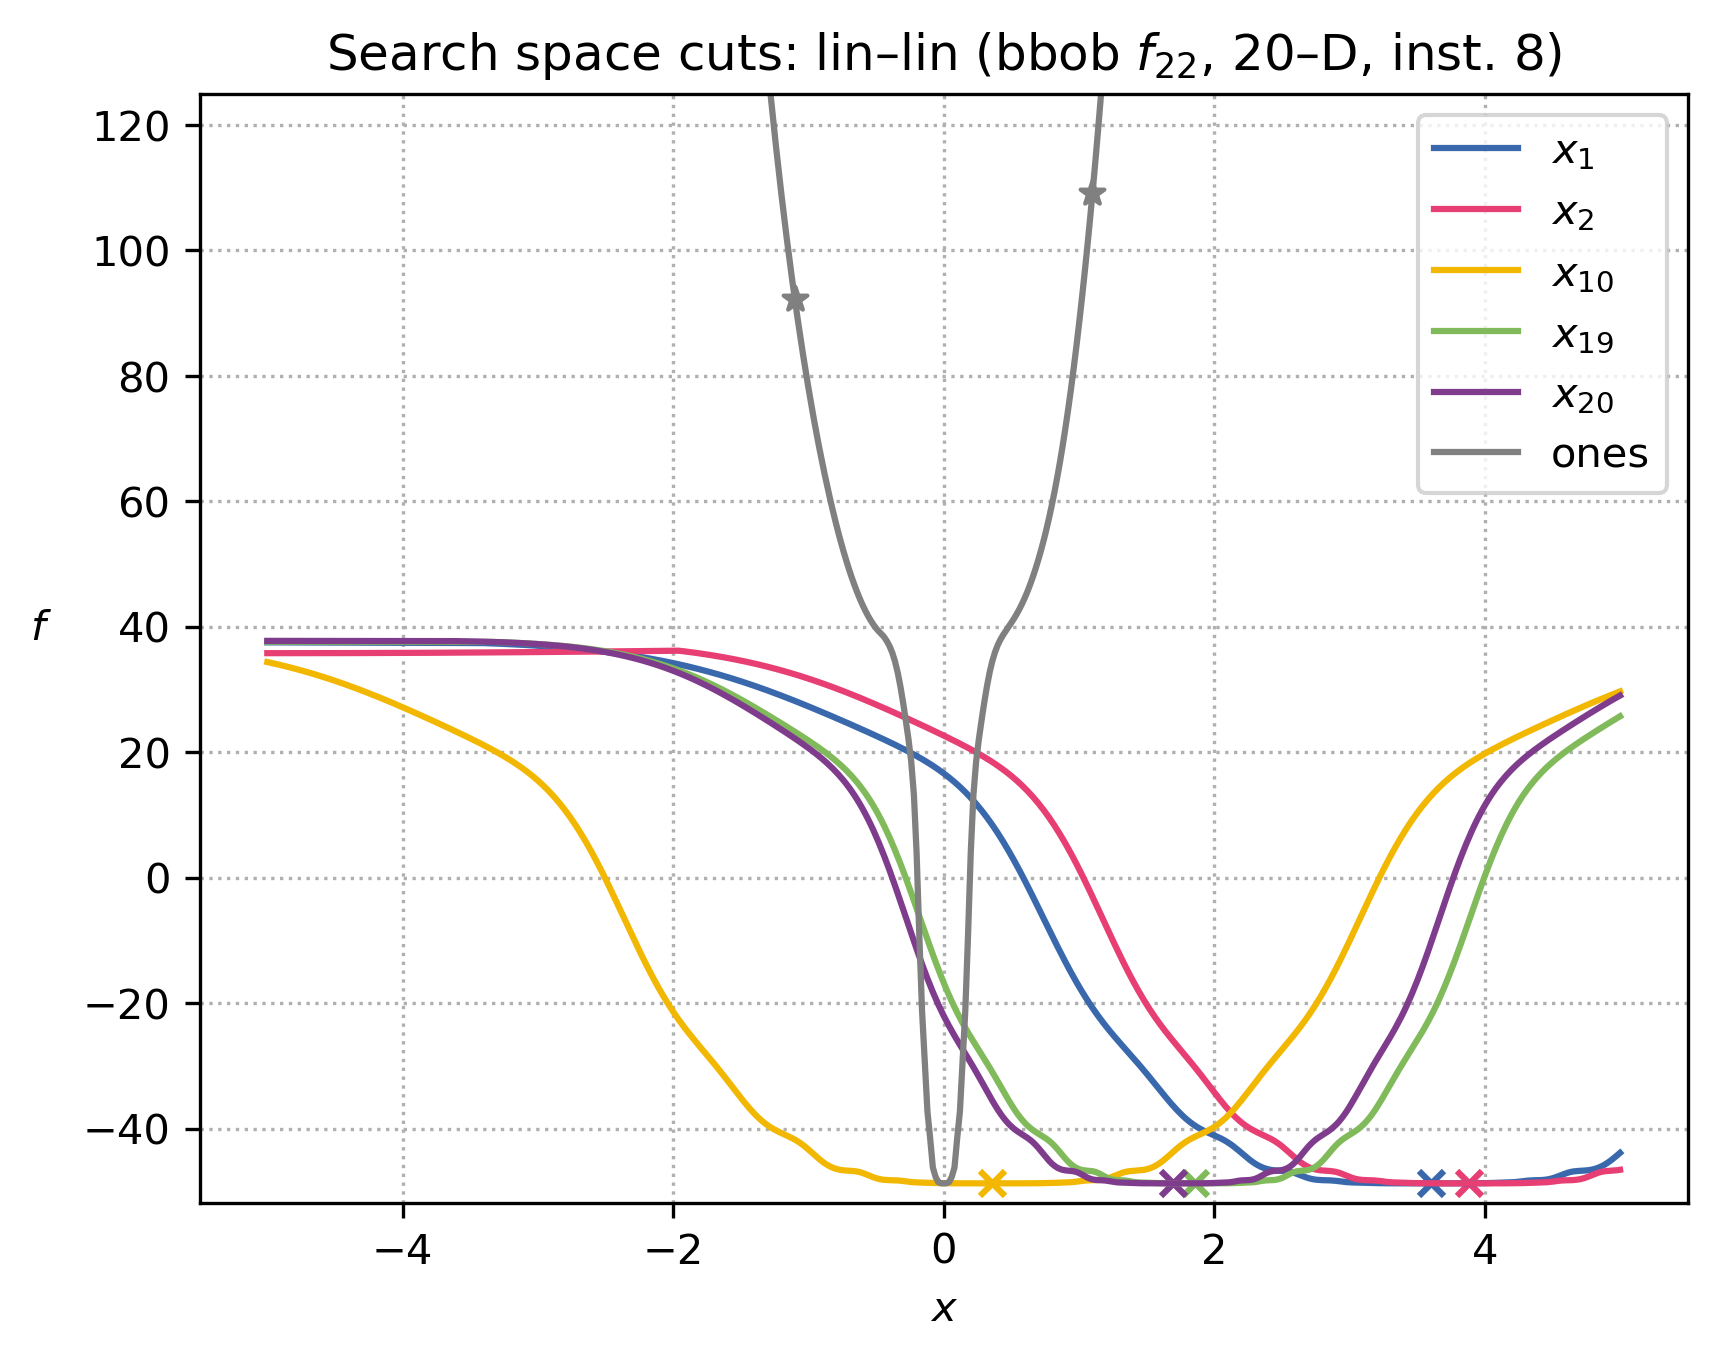 Search space cuts: lin–lin (bbob f₂₂, 20–D, inst. 8)
120
100
80
60
40
20
0
−20
−40
f
x₁
x₂
x₁₀
x₁₉
x₂₀
ones
−4 −2 0 2 4
x